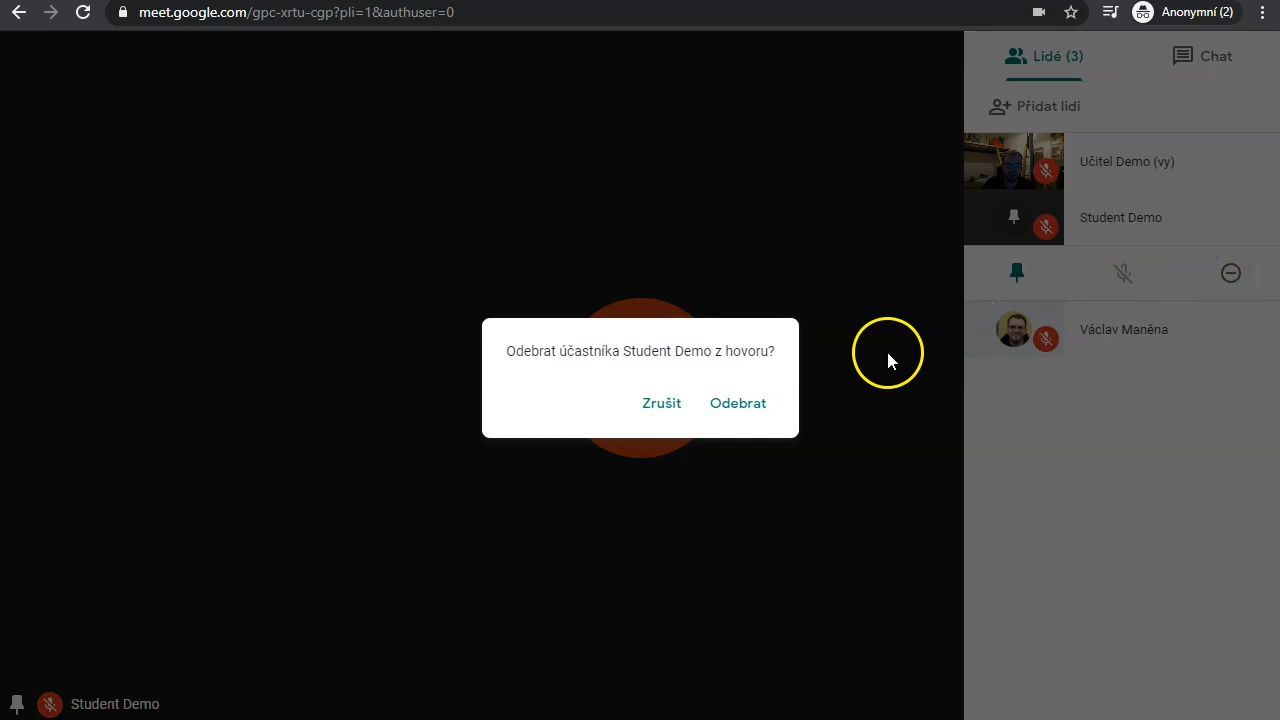 meet.google.com/gpc-xrtu-cgp?pli=1&authuser=0
Anonymní (2)
Lidé (3)
Chat
Přidat lidi
Učitel Demo (vy)
Student Demo
Václav Maněna
Odebrat účastníka Student Demo z hovoru?
Zrušit
Odebrat
Student Demo